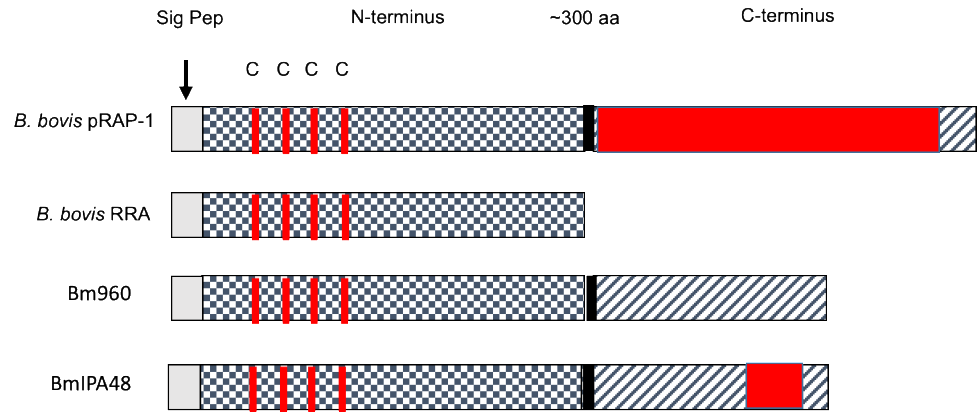 Sig Pep N-terminus ~300 aa C-terminus
C C C C
B. bovis pRAP-1
B. bovis RRA
Bm960
BmIPA48